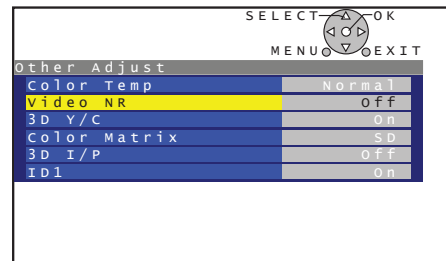 SELECT OK
MENU EXIT
Other Adjust
Color Temp Normal
Video NR Off
3D Y/C On
Color Matrix SD
3D I/P Off
ID1 On